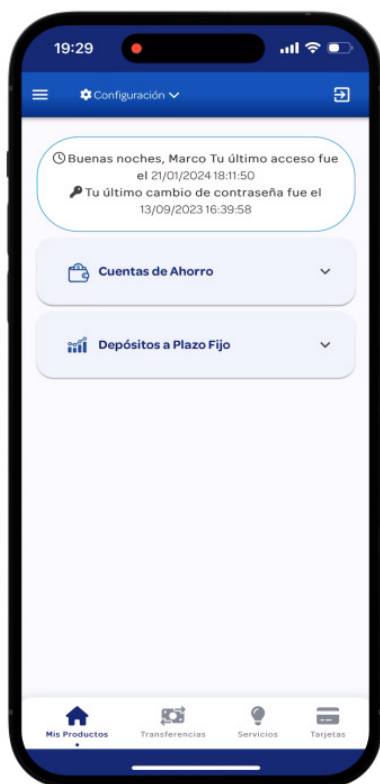 19:29
Configuración
Buenas noches, Marco Tu último acceso fue
el 21/01/2024 18:11:50
Tu último cambio de contraseña fue el
13/09/2023 16:39:58
Cuentas de Ahorro
Depósitos a Plazo Fijo
Mis Productos Transferencias Servicios Tarjetas